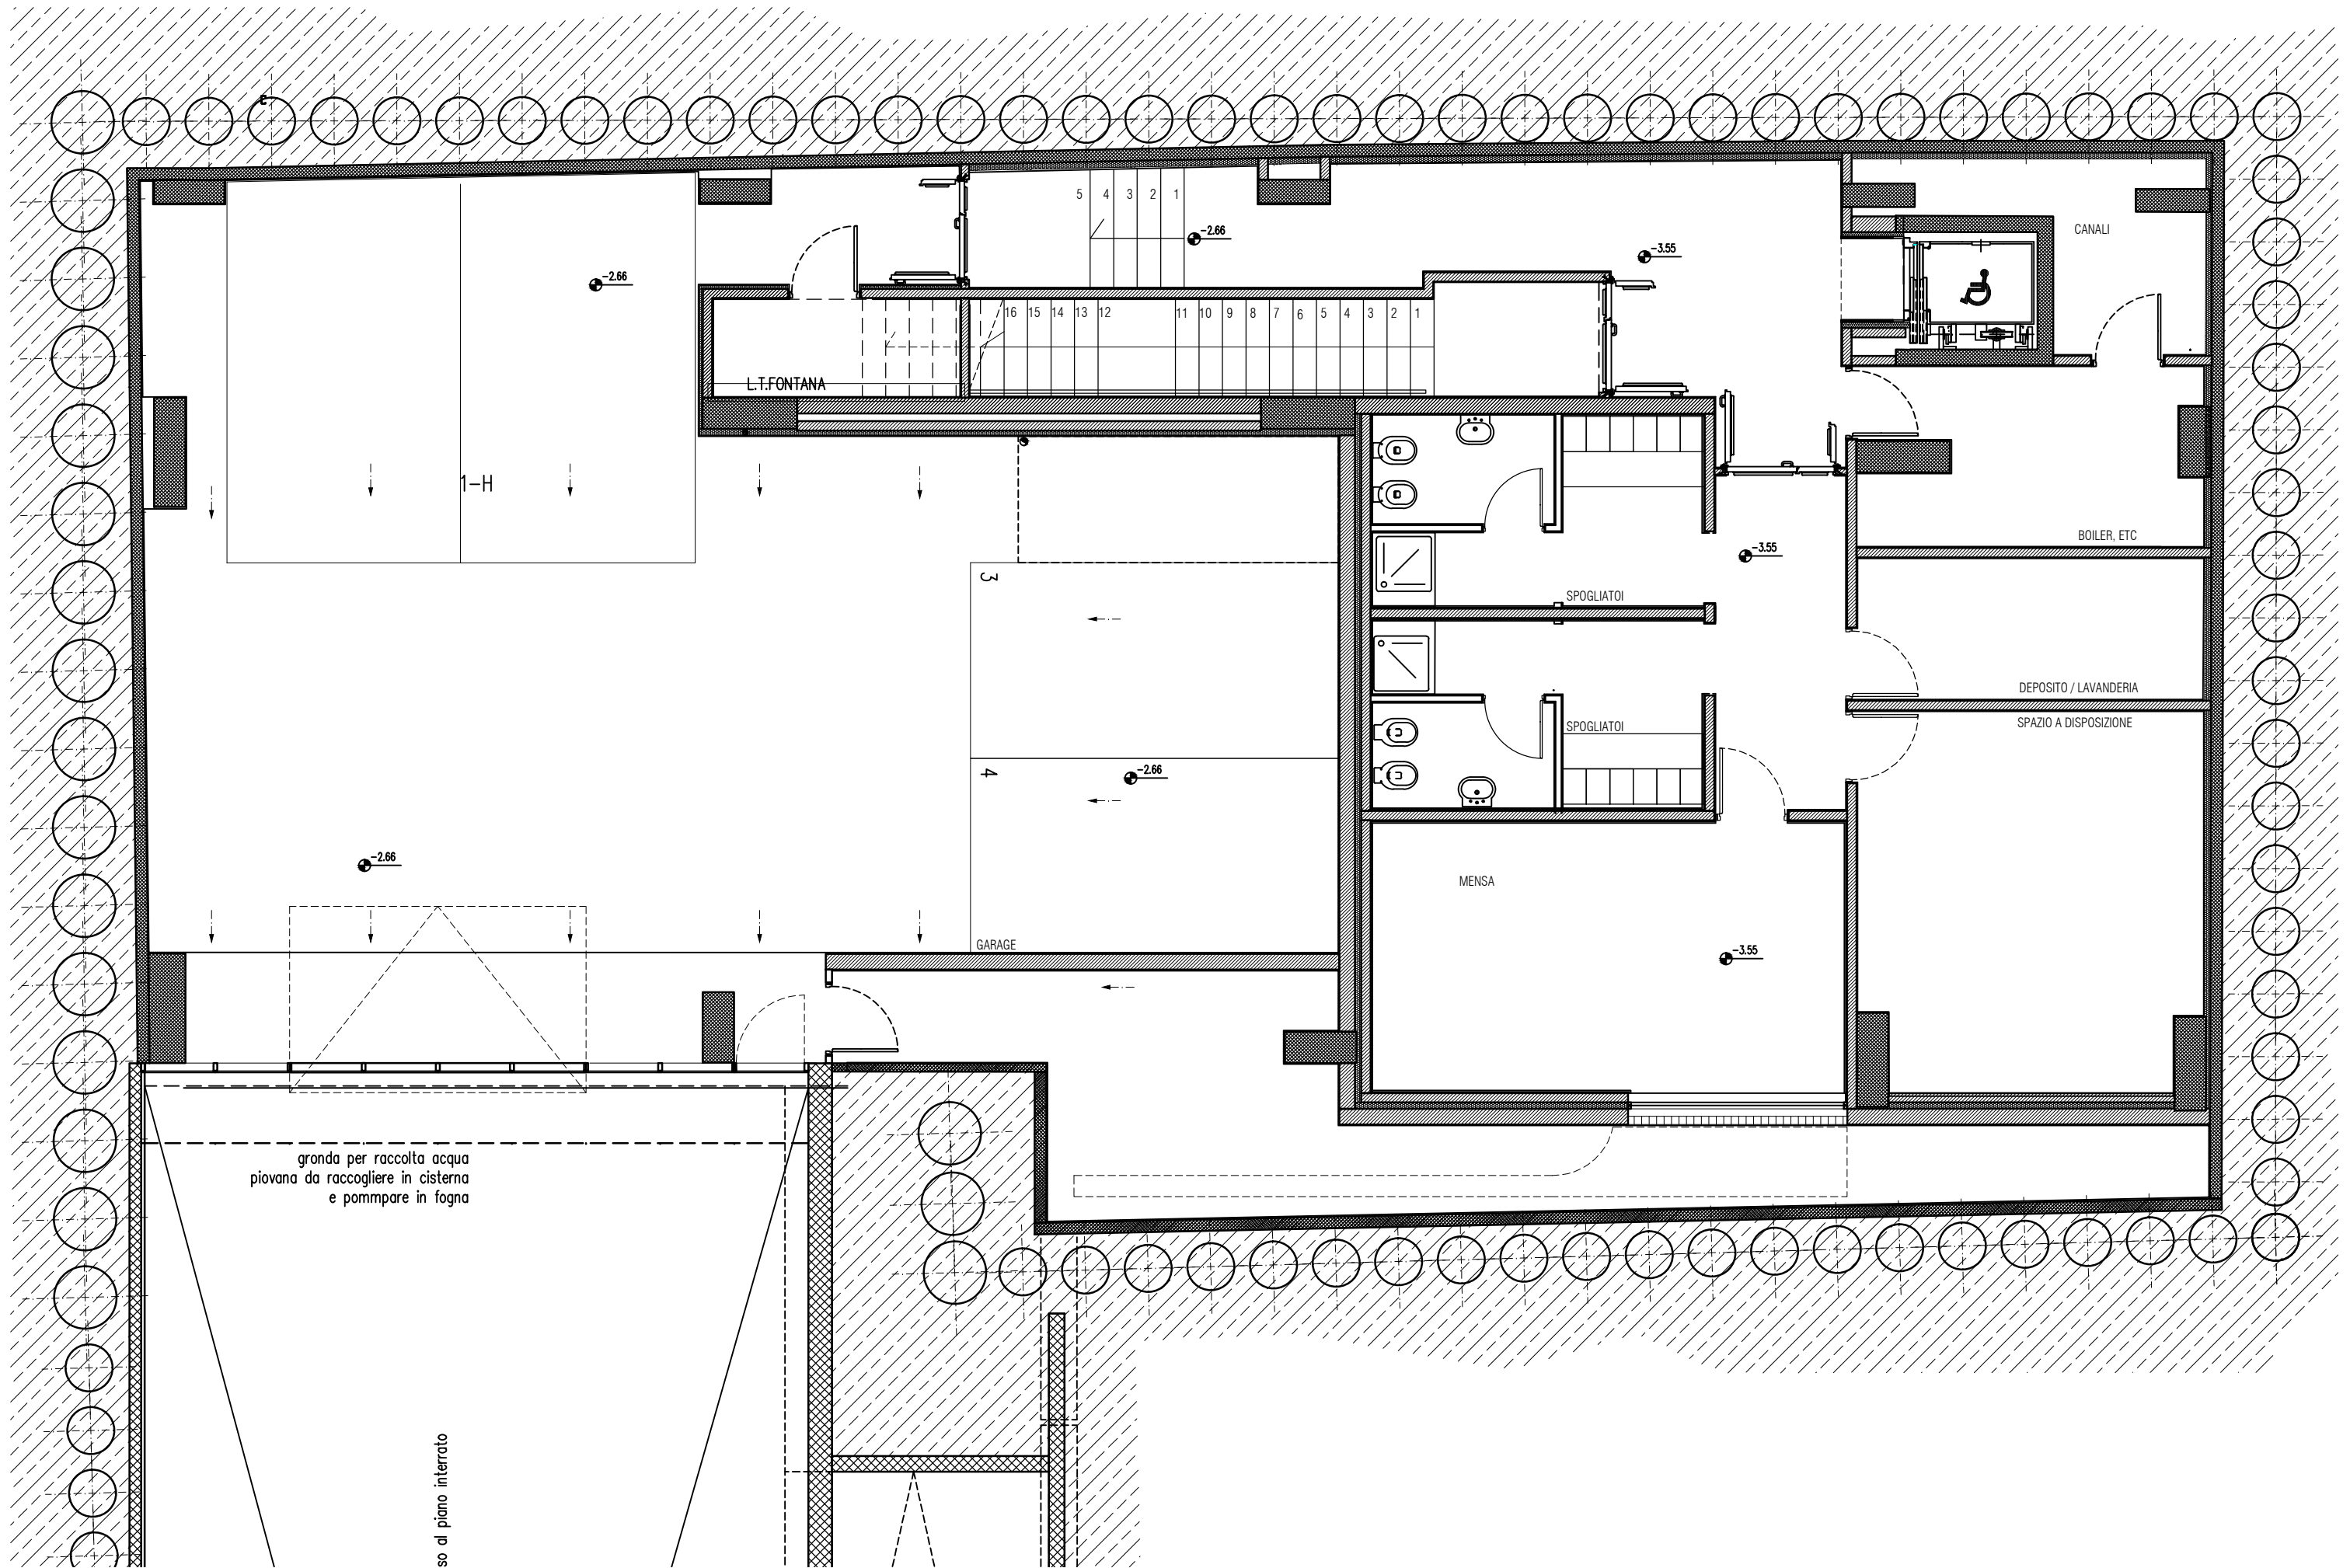 c
5 4 3 2 1
-2.66
CANALI
-3.55
-2.66
16 15 14 13 12 11 10 9 8 7 6 5 4 3 2 1
L.T.FONTANA
1-H
BOILER, ETC
-3.55
3
SPOGLIATOI
DEPOSITO / LAVANDERIA
SPAZIO A DISPOSIZIONE
SPOGLIATOI
4
-2.66
-2.66
MENSA
GARAGE
-3.55
gronda per raccolta acqua
piovana da raccogliere in cisterna
e pommpare in fogna
so al piano interrato